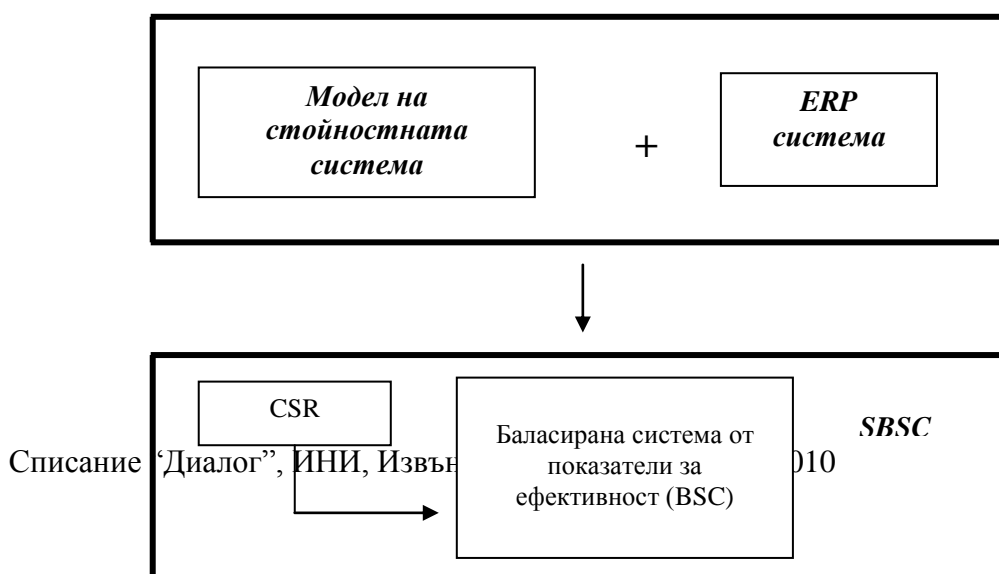 Модел на
стойностната
система
+
ERP
система
CSR
SBSC
Баласирана система от
показатели за
ефективност (BSC)
Списание “Диалог”, ИНИ, 010